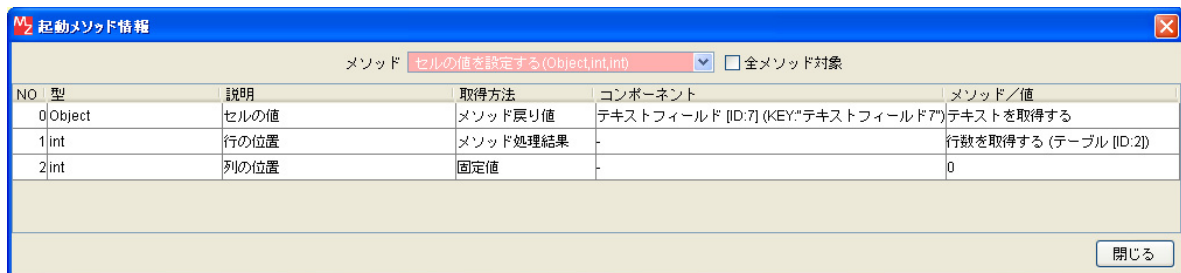 MZ 起動メソッド情報
メソッド セルの値を設定する(Object,int,int) 全メソッド対象
NO 型 説明 取得方法 コンポーネント メソッド／値
0 Object セルの値 メソッド戻り値 テキストフィールド [ID:7] (KEY:"テキストフィールド7") テキストを取得する
1 int 行の位置 メソッド処理結果 - 行数を取得する (テーブル [ID:2])
2 int 列の位置 固定値 - 0
閉じる